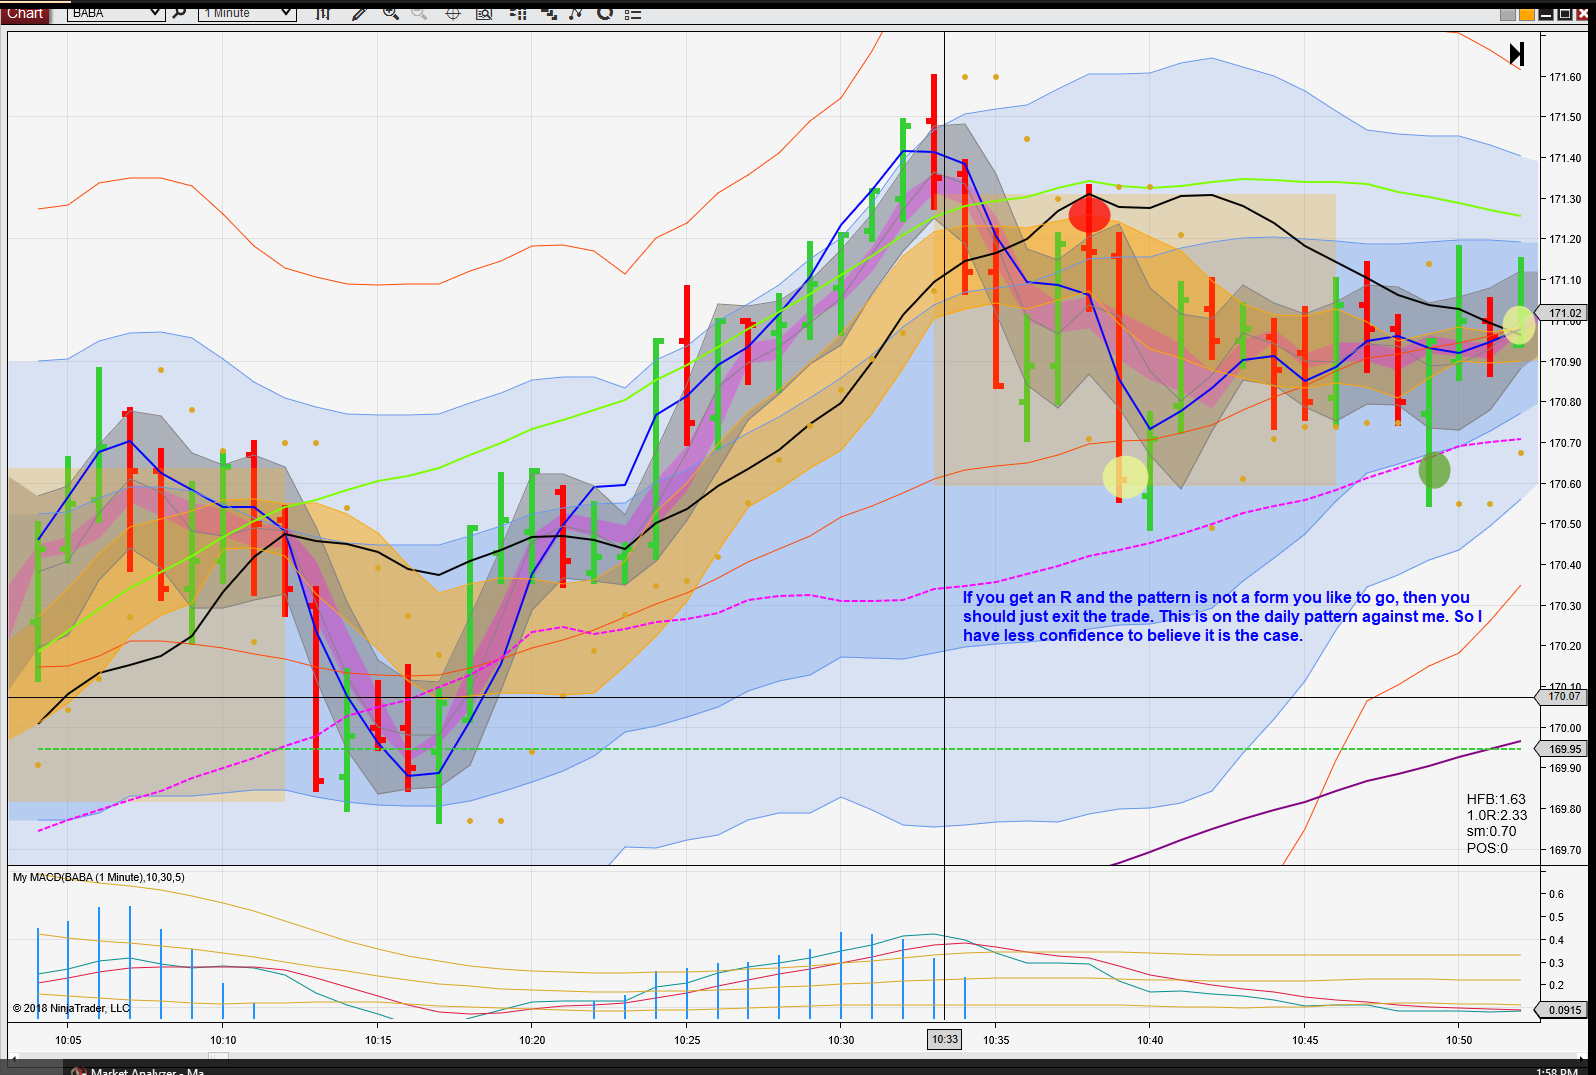 Chart BABA 1 Minute
171.60
171.50
171.40
171.30
171.20
171.10
171.02
171.00
170.90
170.80
170.70
170.60
170.50
170.40
If you get an R and the pattern is not a form you like to go, then you
should just exit the trade. This is on the daily pattern against me. So I
have less confidence to believe it is the case.
170.30
170.20
170.10
170.07
170.00
169.95
169.90
HFB:1.63
1.0R:2.33
sm:0.70
POS:0
169.80
169.70
My MACD(BABA (1 Minute),10,30,5)
0.6
0.5
0.4
0.3
0.2
0.0915
© 2018 NinjaTrader, LLC
10:05 10:10 10:15 10:20 10:25 10:30 10:33 10:35 10:40 10:45 10:50
Market Analyzer - Ma
1:58 PM